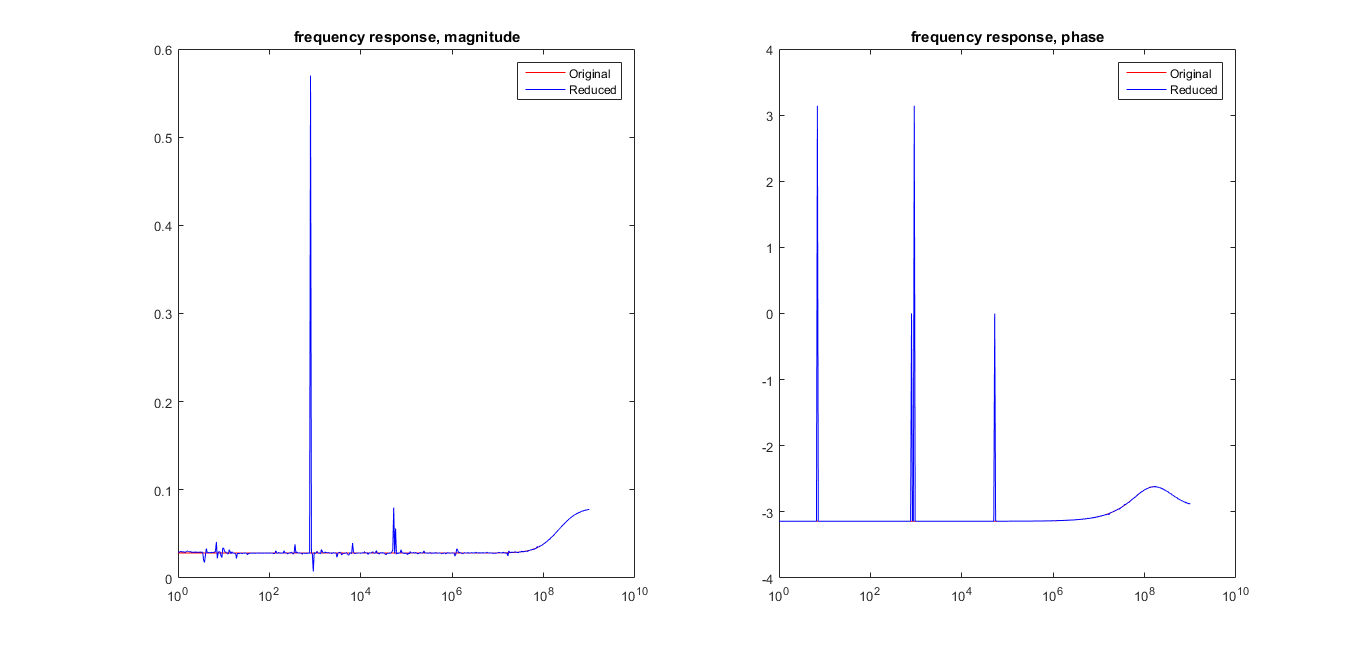 frequency response, magnitude
0.6
0.5
0.4
0.3
0.2
0.1
0
10^0 10^2 10^4 10^6 10^8 10^10
Original
Reduced
frequency response, phase
4
3
2
1
0
-1
-2
-3
-4
10^0 10^2 10^4 10^6 10^8 10^10
Original
Reduced